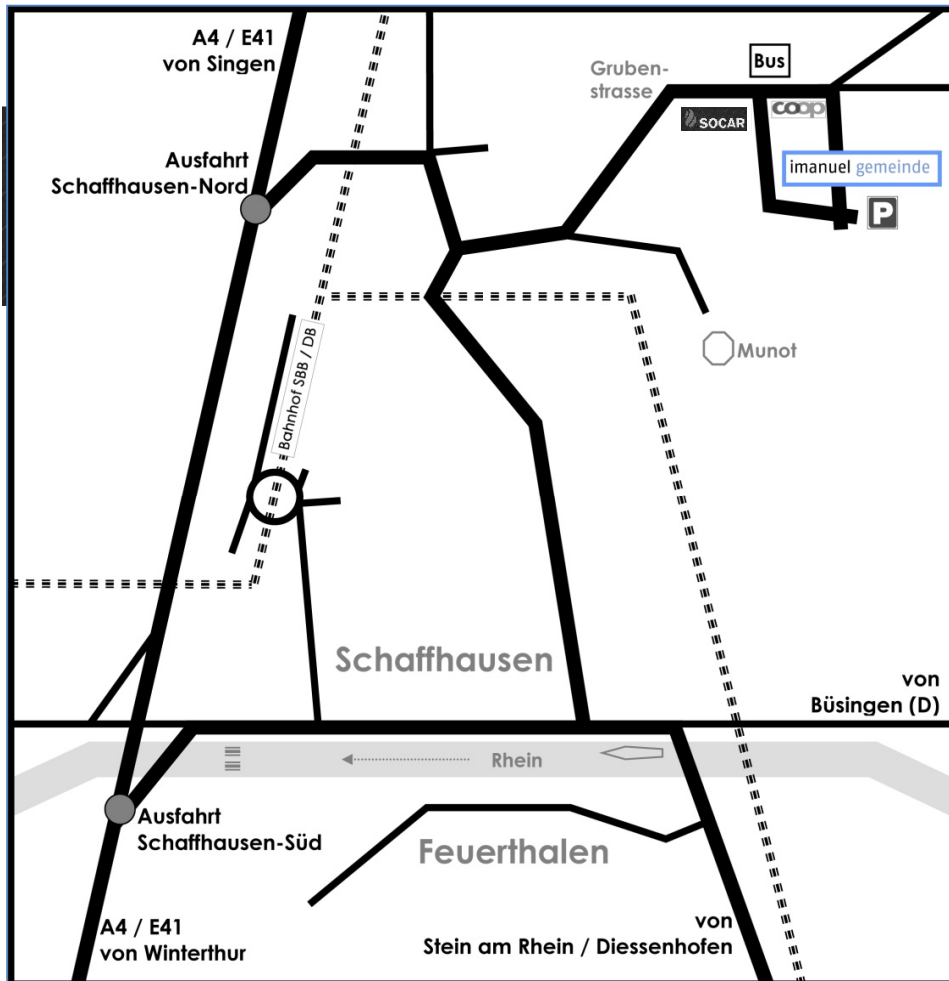 A4 / E41
von Singen
Bus
Gruben-
strasse
SOCAR
coop
imanuel gemeinde
Ausfahrt
Schaffhausen-Nord
P
Bahnhof SBB / DB
Munot
Schaffhausen
von
Büsingen (D)
Rhein
Ausfahrt
Schaffhausen-Süd
Feuerthalen
A4 / E41
von Winterthur
von
Stein am Rhein / Diessenhofen